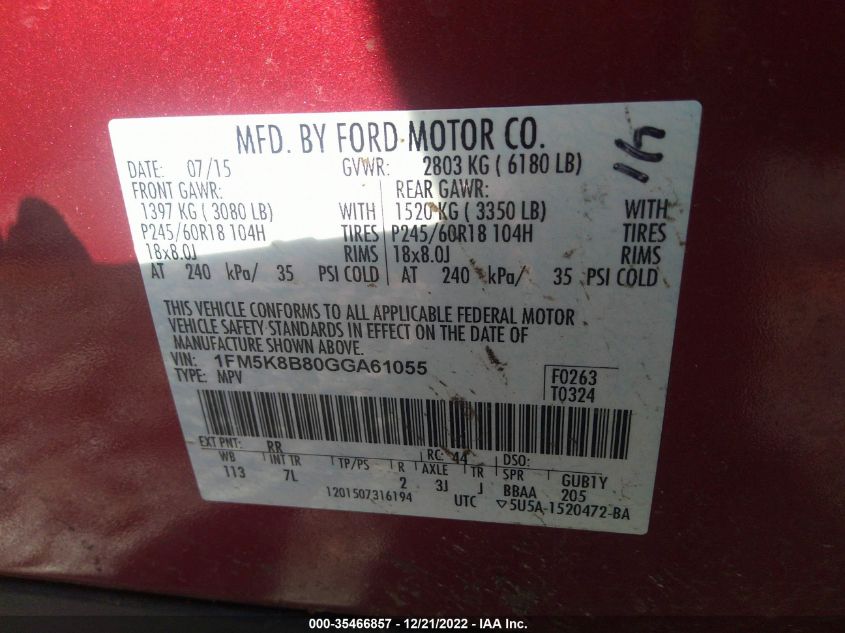 MFD. BY FORD MOTOR CO.
DATE: 07/15 GVWR: 2803 KG ( 6180 LB)
FRONT GAWR: REAR GAWR:
1397 KG ( 3080 LB) WITH 1520 KG ( 3350 LB) WITH
P245/60R18 104H TIRES P245/60R18 104H TIRES
18x8.0J RIMS 18x8.0J RIMS
AT 240 kPa/ 35 PSI COLD AT 240 kPa/ 35 PSI COLD
THIS VEHICLE CONFORMS TO ALL APPLICABLE FEDERAL MOTOR
VEHICLE SAFETY STANDARDS IN EFFECT ON THE DATE OF
MANUFACTURE SHOWN ABOVE.
VIN: 1FM5K8B80GGA61055
TYPE: MPV
F0263
T0324
EXT PNT: RR RC: 44 DSO:
WB INT TR TP/PS R AXLE TR SPR GUB1Y
113 7L 2 3J J BBAA 205
1201507316194 UTC ▽5U5A-1520472-BA
000-35466857 - 12/21/2022 - IAA Inc.